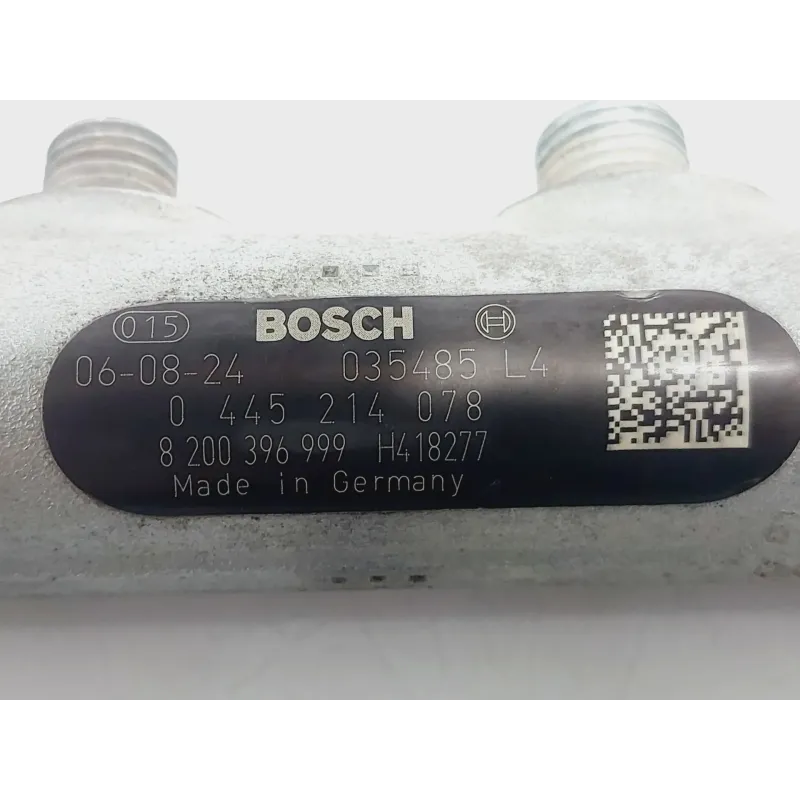 015 BOSCH H
06-08-24 035485 L4
0 445 214 078
8 200 396 999 H418277
Made in Germany